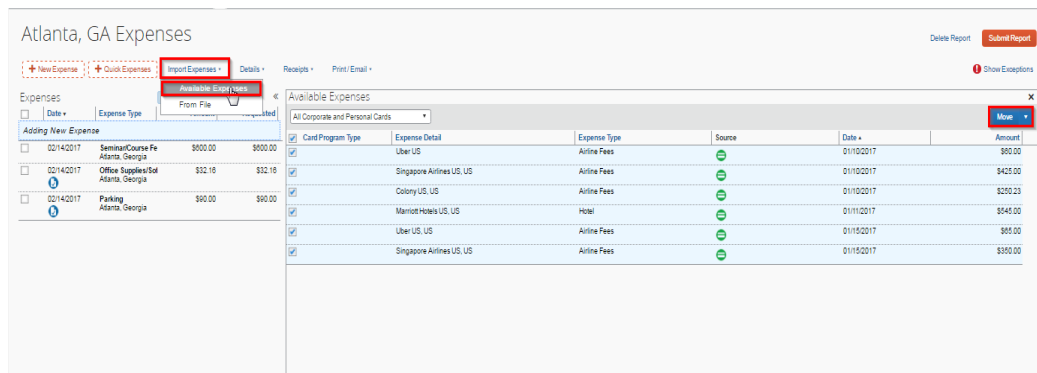 Atlanta, GA Expenses
Delete Report Submit Report
+ New Expense + Quick Expenses Import Expenses Details Receipts Print / Email Show Exceptions
Available Expenses
From File
Expenses
Date Expense Type Requested
Adding New Expense
02/14/2017 Seminar/Course Fe $600.00 $600.00
Atlanta, Georgia
02/14/2017 Office Supplies/Sof $32.16 $32.16
Atlanta, Georgia
02/14/2017 Parking $90.00 $90.00
Atlanta, Georgia
Available Expenses
All Corporate and Personal Cards Move
Card Program Type Expense Detail Expense Type Source Date Amount
Uber US Airline Fees 01/10/2017 $60.00
Singapore Airlines US, US Airline Fees 01/10/2017 $425.00
Colony US, US Airline Fees 01/10/2017 $250.23
Marriott Hotels US, US Hotel 01/11/2017 $545.00
Uber US, US Airline Fees 01/15/2017 $65.00
Singapore Airlines US, US Airline Fees 01/15/2017 $350.00